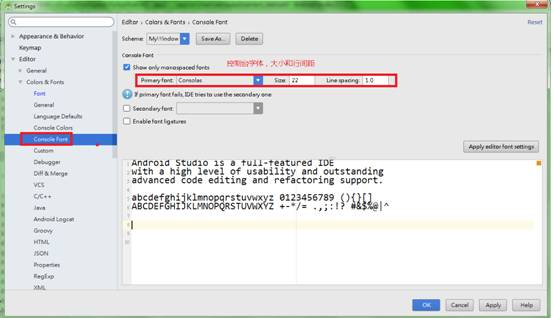 Settings
Editor › Colors & Fonts › Console Font
Reset
Appearance & Behavior
Keymap
Editor
General
Colors & Fonts
Font
General
Language Defaults
Console Colors
Console Font
Custom
Debugger
Diff & Merge
VCS
C/C++
Java
Android Logcat
Groovy
HTML
JSON
Properties
RegExp
XML
Scheme: MyWindow Save As... Delete
Console Font
控制台字体，大小和行间距
Show only monospaced fonts
Primary font: Consolas Size: 22 Line spacing: 1.0
If primary font fails, IDE tries to use the secondary one
Secondary font:
Enable font ligatures
Apply editor font settings
1 Android Studio is a full-featured IDE
2 with a high level of usability and outstanding
3 advanced code editing and refactoring support.
4
5 abcdefghijklmnopqrstuvwxyz 0123456789 (){}[]
6 ABCDEFGHIJKLMNOPQRSTUVWXYZ +-*/= .,;:!? #&$%@|^
7
8
9
10
OK Cancel Apply Help